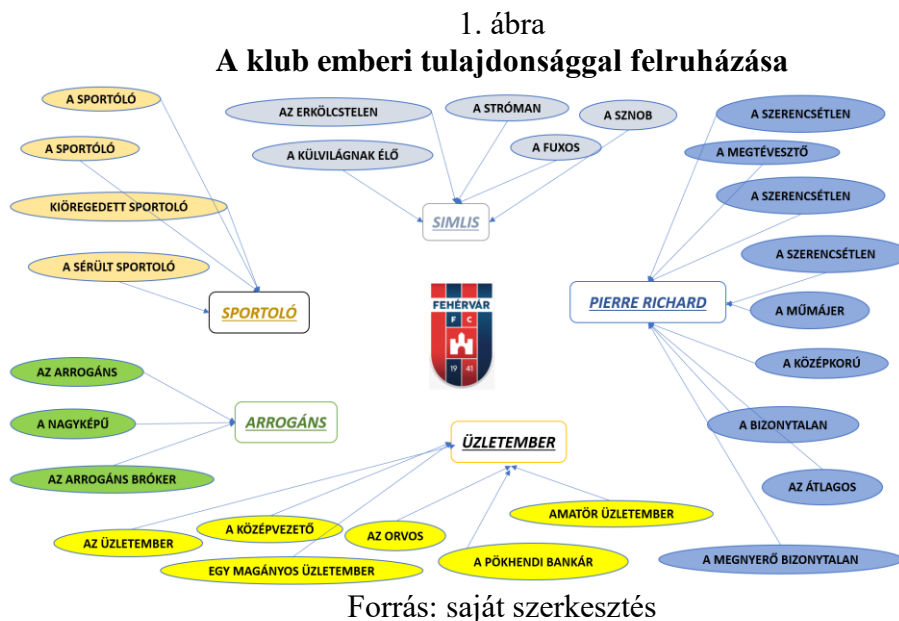 1. ábra
A klub emberi tulajdonsággal felruházása
A SPORTÓLÓ
A SPORTÓLÓ
KIÖREGEDETT SPORTOLÓ
A SÉRÜLT SPORTOLÓ
SPORTOLÓ
AZ ERKÖLCSTELEN
A STRÓMAN
A SZNOB
A KÜLVILÁGNAK ÉLŐ
A FUXOS
SIMLIS
A SZERENCSÉTLEN
A MEGTÉVESZTŐ
A SZERENCSÉTLEN
A SZERENCSÉTLEN
A MŰMÁJER
A KÖZÉPKORÚ
A BIZONYTALAN
AZ ÁTLAGOS
A MEGNYERŐ BIZONYTALAN
PIERRE RICHARD
FEHÉRVÁR
F C
19 41
AZ ARROGÁNS
A NAGYKÉPŰ
AZ ARROGÁNS BRÓKER
ARROGÁNS
ÜZLETEMBER
AZ ÜZLETEMBER
A KÖZÉPVEZETŐ
EGY MAGÁNYOS ÜZLETEMBER
AZ ORVOS
A PÖKHENDI BANKÁR
AMATŐR ÜZLETEMBER
Forrás: saját szerkesztés